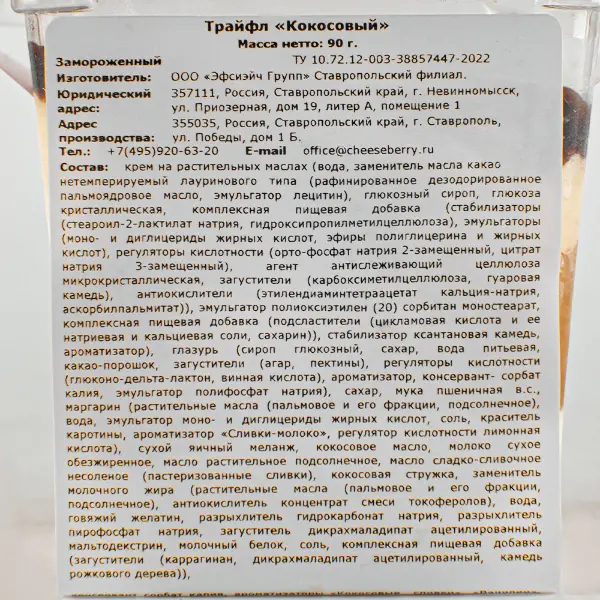 Трайфл «Кокосовый»
Масса нетто: 90 г.
Замороженный ТУ 10.72.12-003-38857447-2022
Изготовитель: ООО «Эфсиэйч Групп» Ставропольский филиал.
Юридический 357111, Россия, Ставропольский край, г. Невинномысск,
адрес: ул. Приозерная, дом 19, литер А, помещение 1
Адрес 355035, Россия, Ставропольский край, г. Ставрополь,
производства: ул. Победы, дом 1 Б.
Тел.: +7(495)920-63-20 E-mail office@cheeseberry.ru
Состав: крем на растительных маслах (вода, заменитель масла какао
нетемперируемый лауринового типа (рафинированное дезодорированное
пальмоядровое масло, эмульгатор лецитин), глюкозный сироп, глюкоза
кристаллическая, комплексная пищевая добавка (стабилизаторы
(стеароил-2-лактилат натрия, гидроксипропилметилцеллюлоза), эмульгаторы
(моно- и диглицериды жирных кислот, эфиры полиглицерина и жирных
кислот), регуляторы кислотности (орто-фосфат натрия 2-замещенный, цитрат
натрия 3-замещенный), агент антислеживающий целлюлоза
микрокристаллическая, загустители (карбоксиметилцеллюлоза, гуаровая
камедь), антиокислители (этилендиаминтетраацетат кальция-натрия,
аскорбилпальмитат)), эмульгатор полиоксиэтилен (20) сорбитан моностеарат,
комплексная пищевая добавка (подсластители (цикламовая кислота и ее
натриевая и кальциевая соли, сахарин)), стабилизатор ксантановая камедь,
ароматизатор), глазурь (сироп глюкозный, сахар, вода питьевая,
какао-порошок, загустители (агар, пектины), регуляторы кислотности
(глюконо-дельта-лактон, винная кислота), ароматизатор, консервант- сорбат
калия, эмульгатор полифосфат натрия), сахар, мука пшеничная в.с.,
маргарин (растительные масла (пальмовое и его фракции, подсолнечное),
вода, эмульгатор моно- и диглицериды жирных кислот, соль, краситель
каротины, ароматизатор «Сливки-молоко», регулятор кислотности лимонная
кислота), сухой яичный меланж, кокосовое масло, молоко сухое
обезжиренное, масло растительное подсолнечное, масло сладко-сливочное
несоленое (пастеризованные сливки), кокосовая стружка, заменитель
молочного жира (растительные масла (пальмовое и его фракции,
подсолнечное), антиокислитель концентрат смеси токоферолов), вода,
говяжий желатин, разрыхлитель гидрокарбонат натрия, разрыхлитель
пирофосфат натрия, загуститель дикрахмаладипат ацетилированный,
мальтодекстрин, молочный белок, соль, комплексная пищевая добавка
(загустители (каррагинан, дикрахмаладипат ацетилированный, камедь
рожкового дерева)),